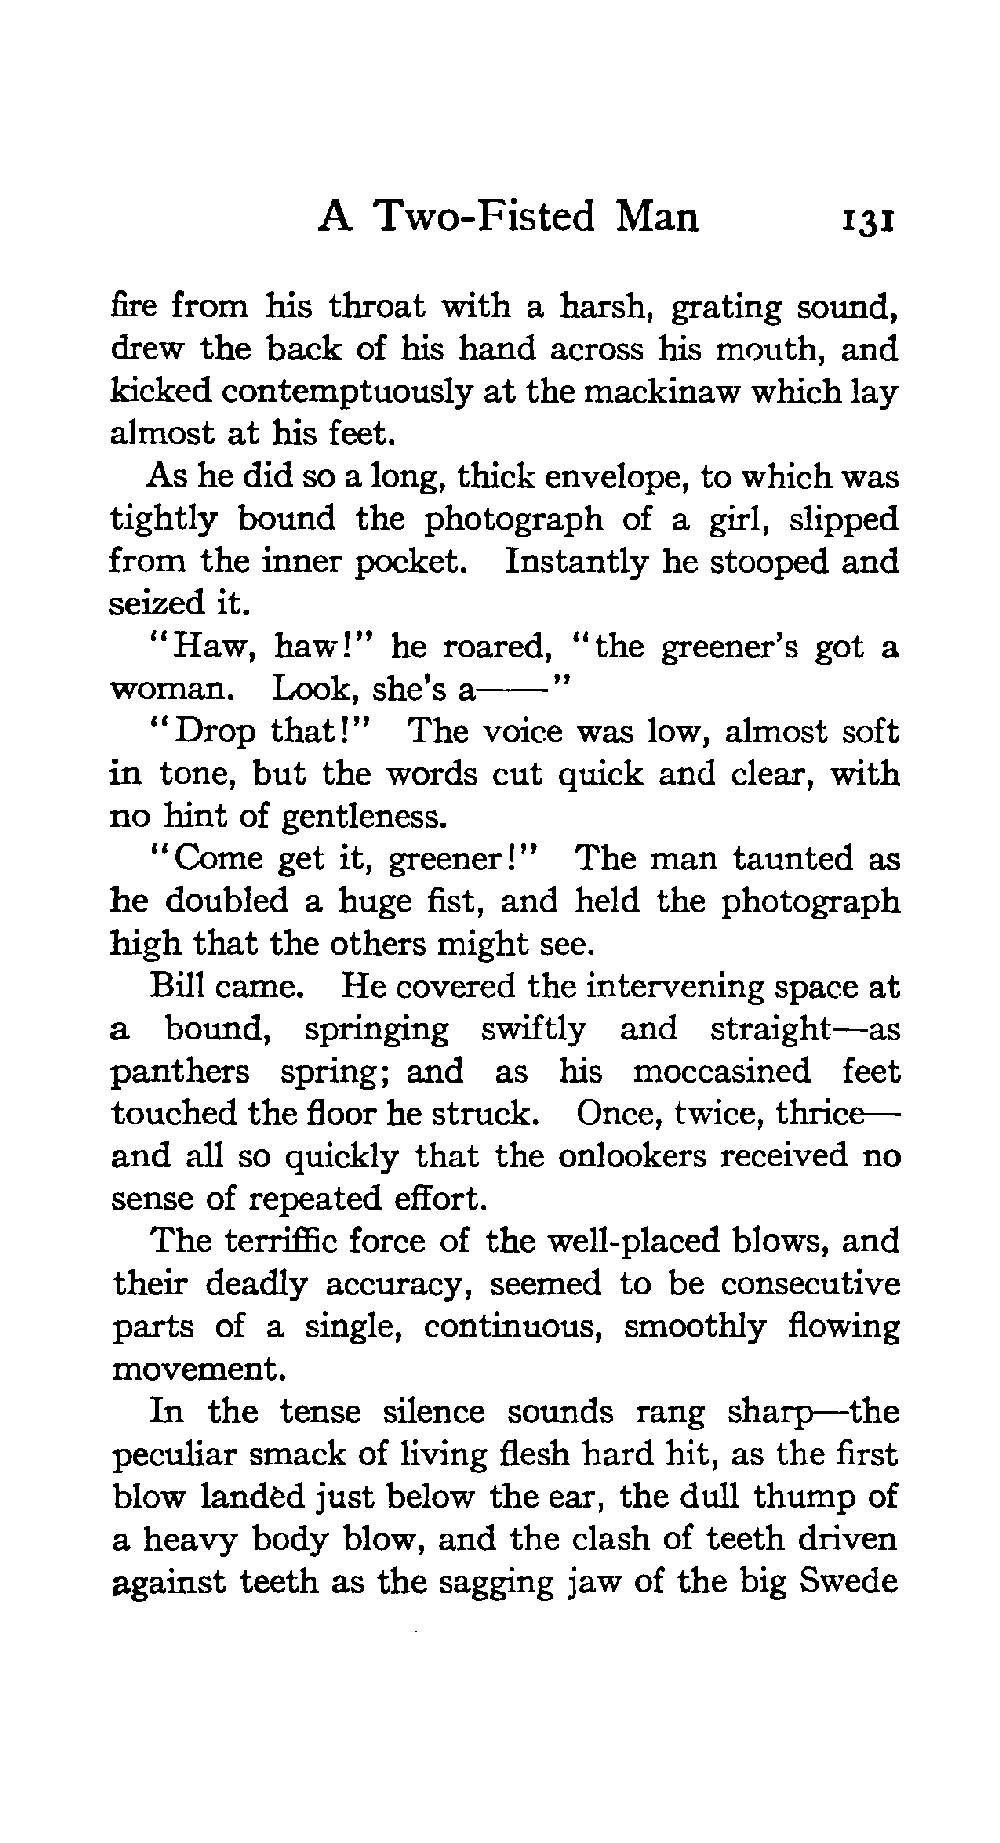 A Two-Fisted Man 131
fire from his throat with a harsh, grating sound,
drew the back of his hand across his mouth, and
kicked contemptuously at the mackinaw which lay
almost at his feet.
As he did so a long, thick envelope, to which was
tightly bound the photograph of a girl, slipped
from the inner pocket. Instantly he stooped and
seized it.
"Haw, haw!" he roared, "the greener's got a
woman. Look, she's a——"
"Drop that!" The voice was low, almost soft
in tone, but the words cut quick and clear, with
no hint of gentleness.
"Come get it, greener!" The man taunted as
he doubled a huge fist, and held the photograph
high that the others might see.
Bill came. He covered the intervening space at
a bound, springing swiftly and straight—as
panthers spring; and as his moccasined feet
touched the floor he struck. Once, twice, thrice—
and all so quickly that the onlookers received no
sense of repeated effort.
The terriffic force of the well-placed blows, and
their deadly accuracy, seemed to be consecutive
parts of a single, continuous, smoothly flowing
movement.
In the tense silence sounds rang sharp—the
peculiar smack of living flesh hard hit, as the first
blow landed just below the ear, the dull thump of
a heavy body blow, and the clash of teeth driven
against teeth as the sagging jaw of the big Swede